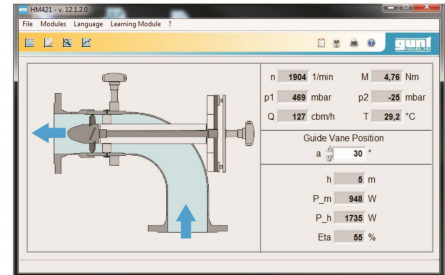 HM421 - v. 12.1.2.0
File Modules Language Learning Module ?
gunt
n 1904 1/min M 4,76 Nm
p1 469 mbar p2 -25 mbar
Q 127 cbm/h T 29,2 °C
Guide Vane Position
a 30 °
h 5 m
P_m 948 W
P_h 1735 W
Eta 55 %